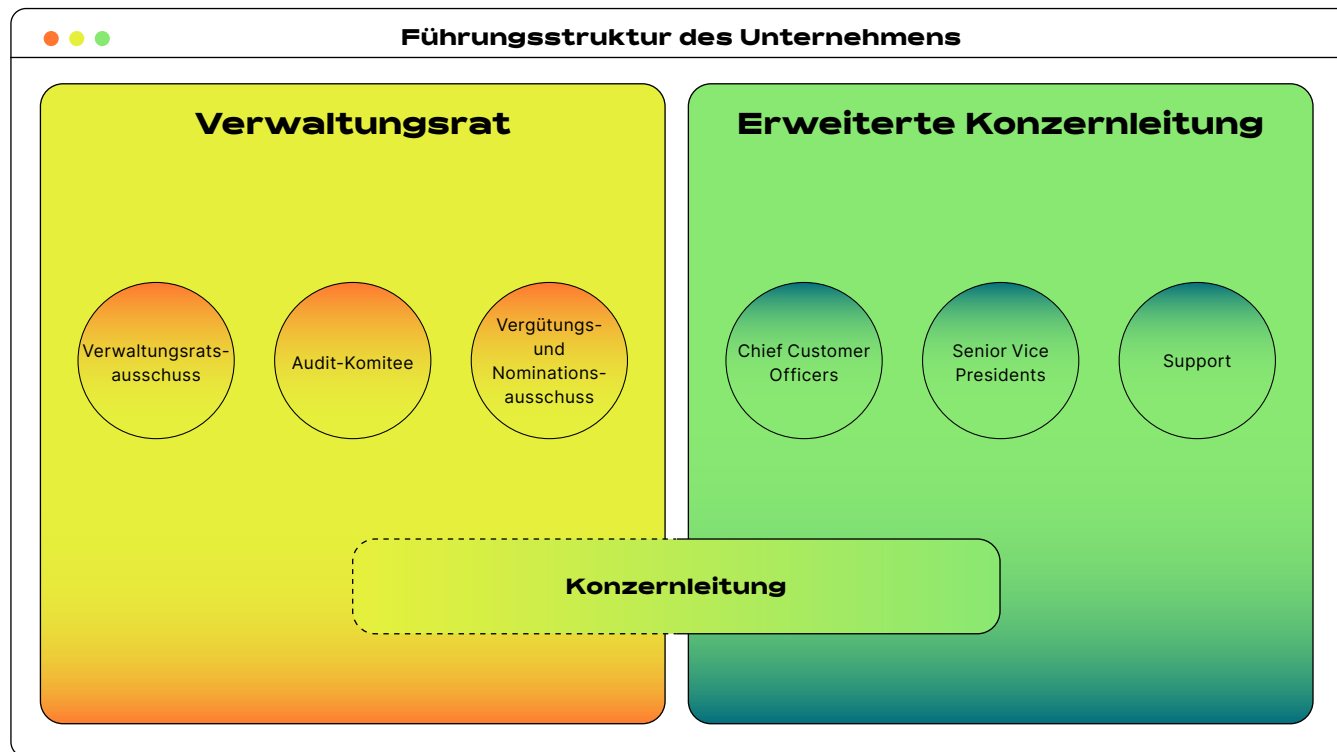 Führungsstruktur des Unternehmens
Verwaltungsrat
Verwaltungsrats-
ausschuss
Audit-Komitee
Vergütungs-
und
Nominations-
ausschuss
Erweiterte Konzernleitung
Chief Customer
Officers
Senior Vice
Presidents
Support
Konzernleitung